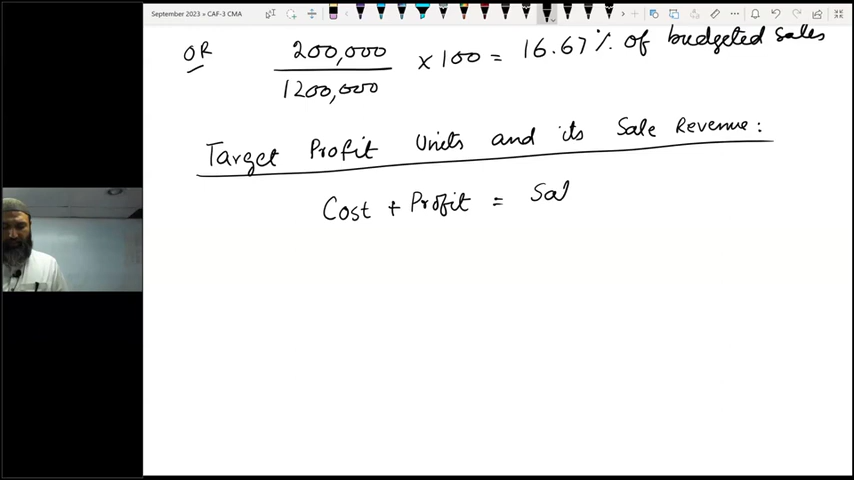 September 2023 » CAF-3 CMA
OR 200,000 × 100 = 16.67% of budgeted sales
1200,000
Target Profit Units and its Sale Revenue:
Cost + Profit = Sal